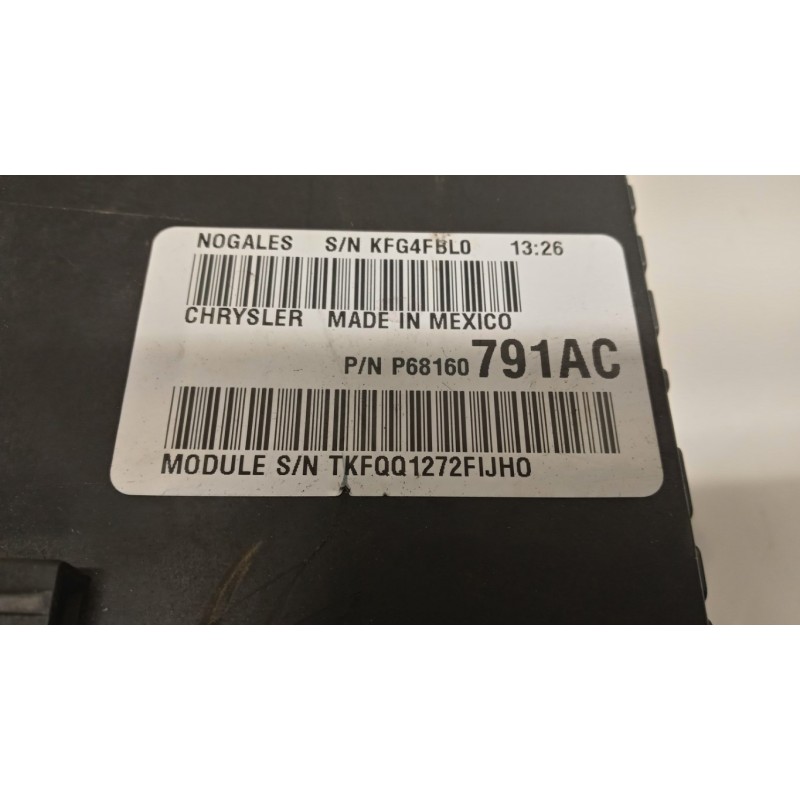 NOGALES S/N KFG4FBL0 13:26
CHRYSLER MADE IN MEXICO
P/N P68160 791AC
MODULE S/N TKFQQ1272FIJHO